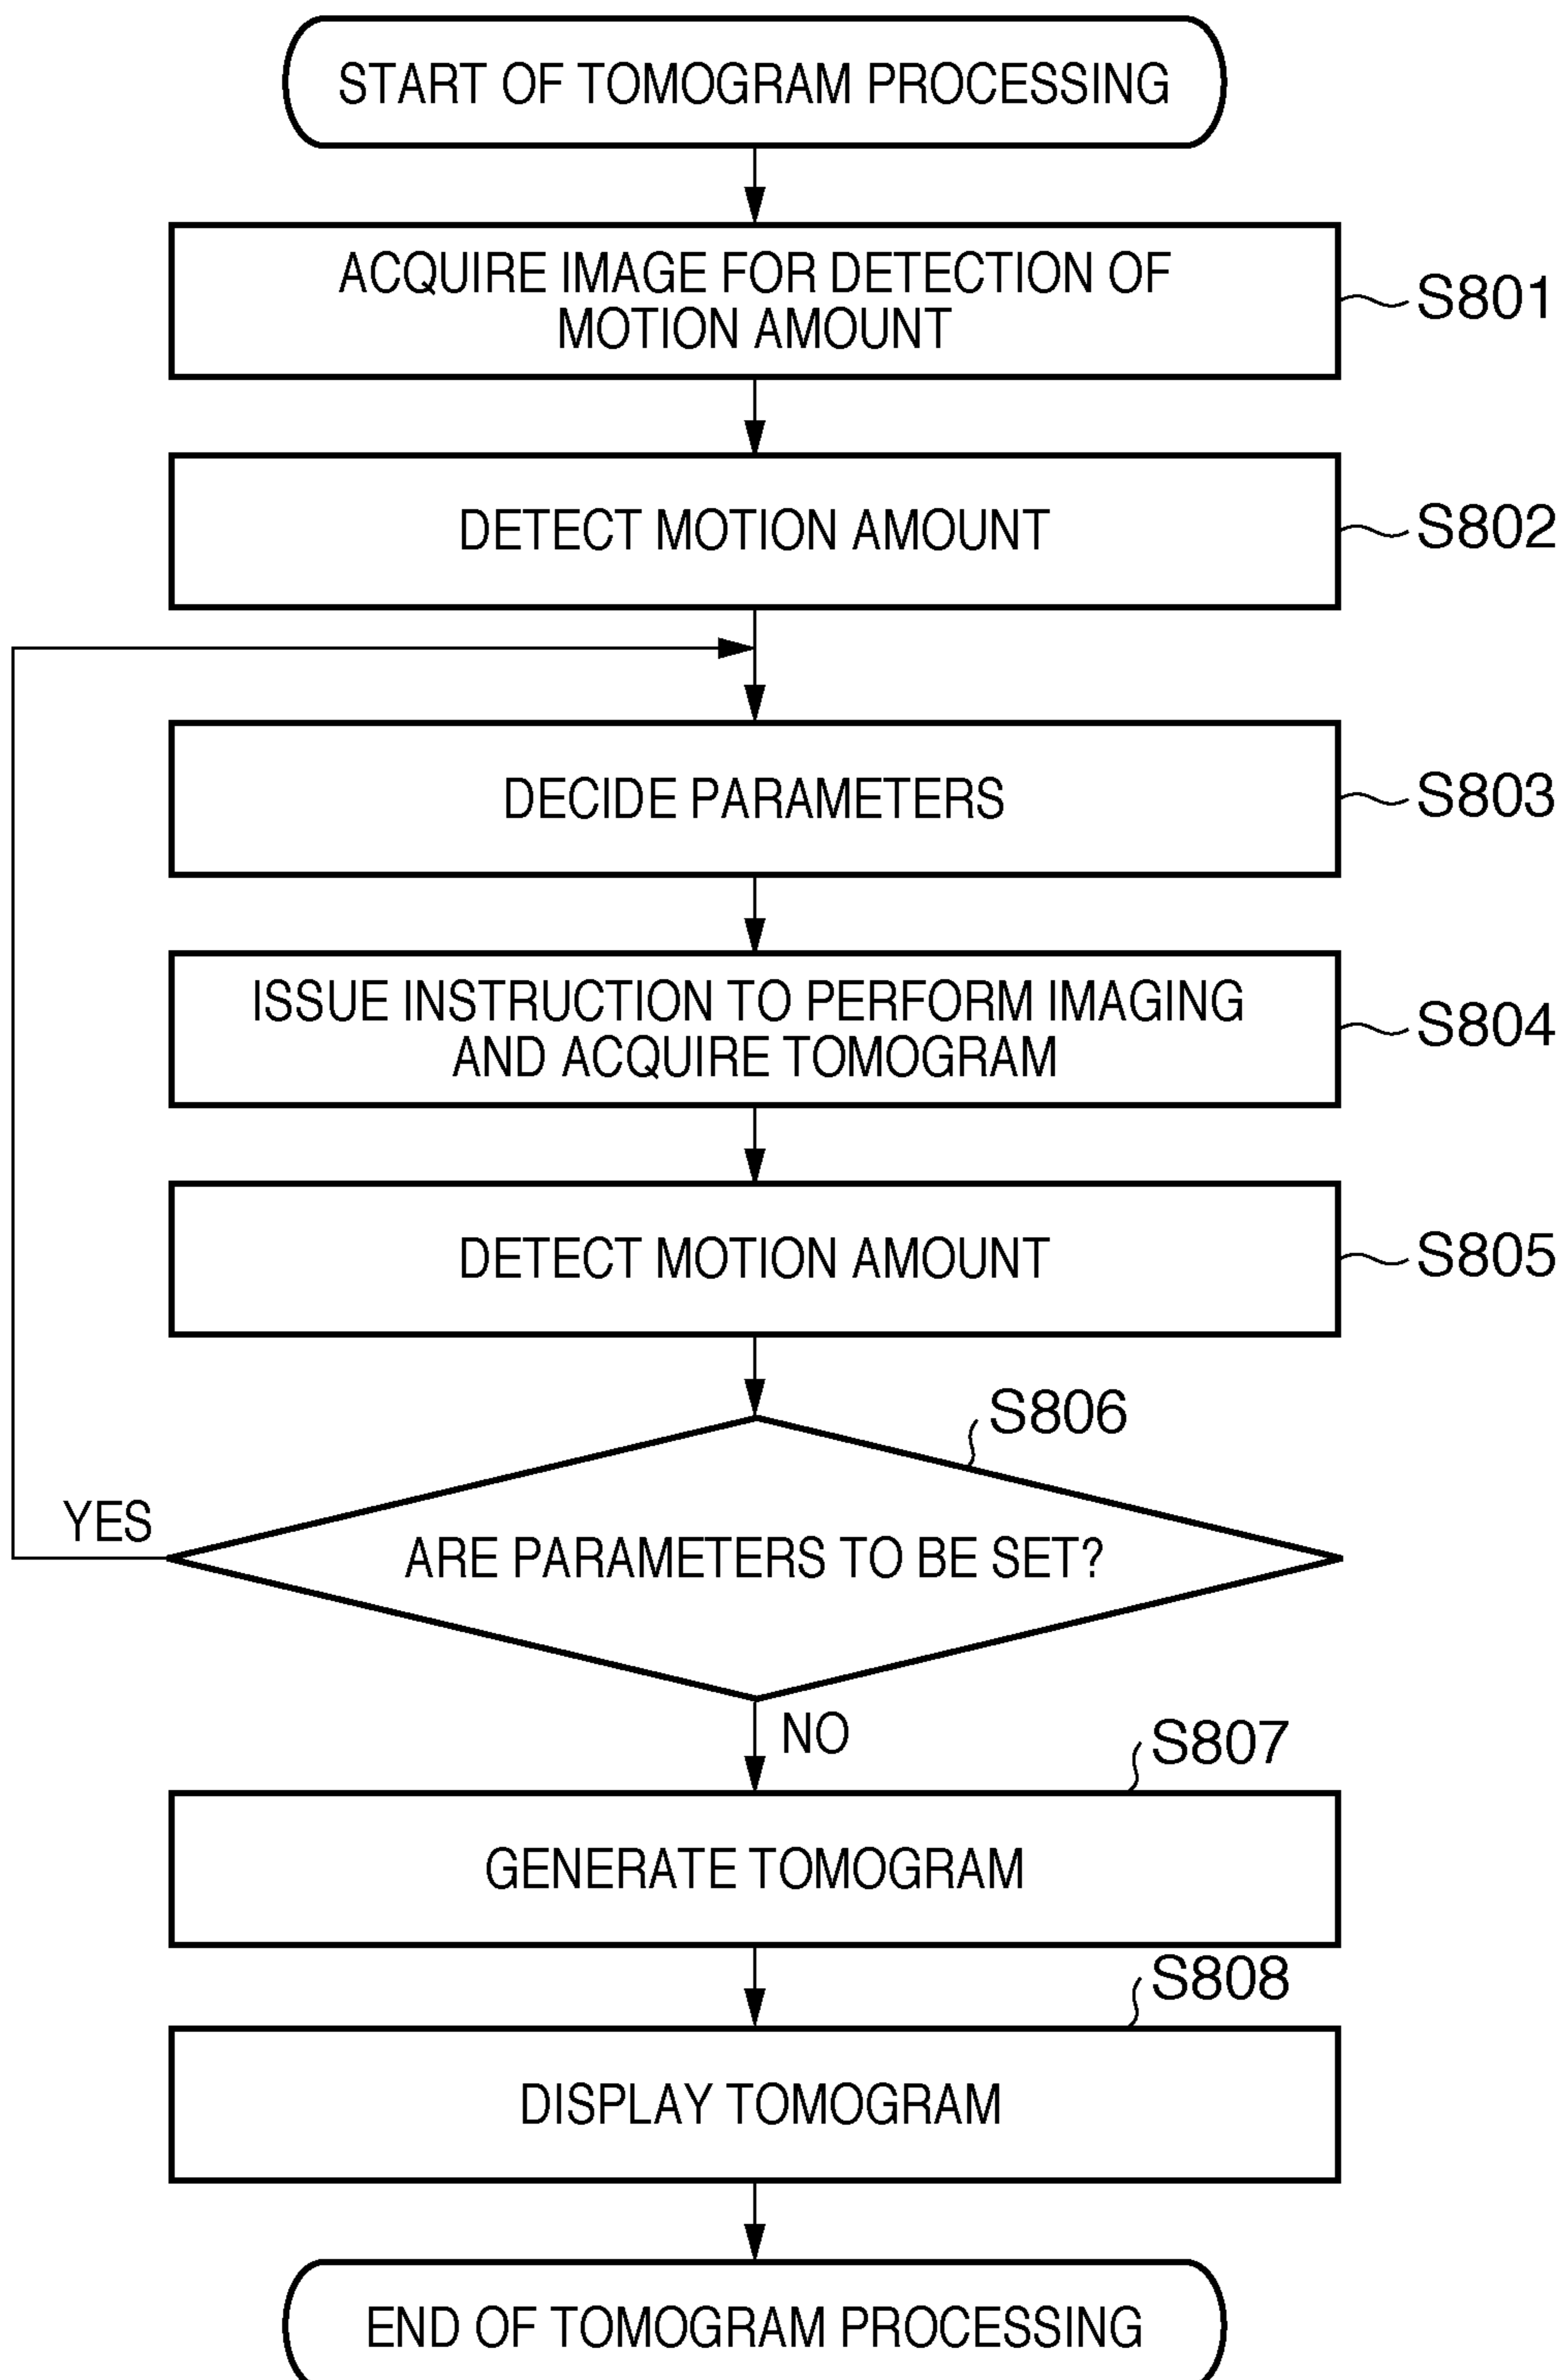 START OF TOMOGRAM PROCESSING
ACQUIRE IMAGE FOR DETECTION OF
MOTION AMOUNT
S801
DETECT MOTION AMOUNT
S802
DECIDE PARAMETERS
S803
ISSUE INSTRUCTION TO PERFORM IMAGING
AND ACQUIRE TOMOGRAM
S804
DETECT MOTION AMOUNT
S805
S806
YES
ARE PARAMETERS TO BE SET?
NO
S807
GENERATE TOMOGRAM
S808
DISPLAY TOMOGRAM
END OF TOMOGRAM PROCESSING